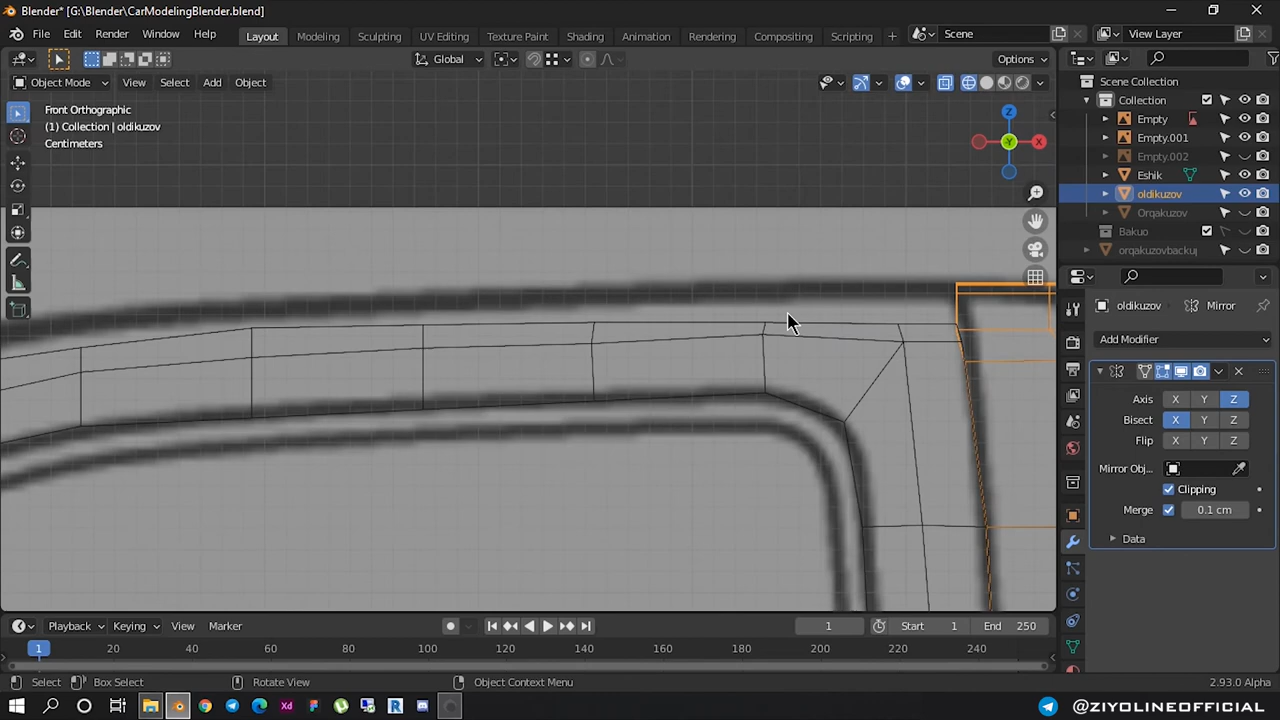 Blender* [G:\Blender\CarModelingBlender.blend]
File Edit Render Window Help Layout Modeling Sculpting UV Editing Texture Paint Shading Animation Rendering Compositing Scripting + Scene View Layer
Global Options
Object Mode View Select Add Object
Front Orthographic
(1) Collection | oldikuzov
Centimeters
Z
Y
X
Scene Collection
Collection
Empty
Empty.001
Empty.002
Eshik
oldikuzov
Orqakuzov
Bakuo
orqakuzovbackuj
oldikuzov Mirror
Add Modifier
Axis X Y Z
Bisect X Y Z
Flip X Y Z
Mirror Obj...
Clipping
Merge 0.1 cm
Data
Playback Keying View Marker 1 Start 1 End 250
1 20 40 60 80 100 120 140 160 180 200 220 240
Select Box Select Rotate View Object Context Menu 2.93.0 Alpha
@ZIYOLINEOFFICIAL